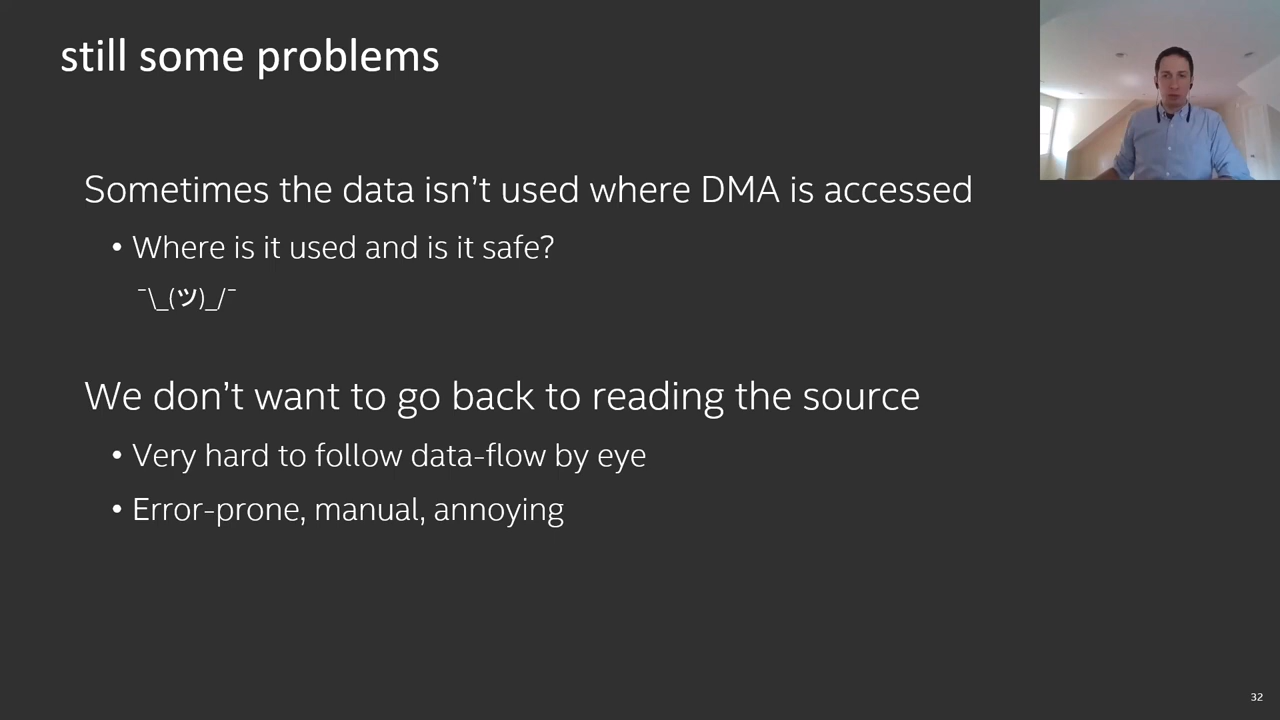 still some problems
Sometimes the data isn't used where DMA is accessed
• Where is it used and is it safe?
¯\_(ツ)_/¯
We don't want to go back to reading the source
• Very hard to follow data-flow by eye
• Error-prone, manual, annoying
32